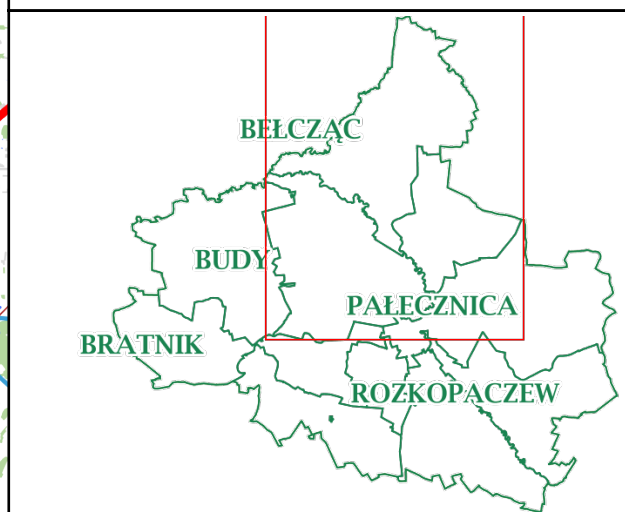 BEŁCZĄC
BUDY
PAŁECZNICA
BRATNIK
ROZKOPACZEW